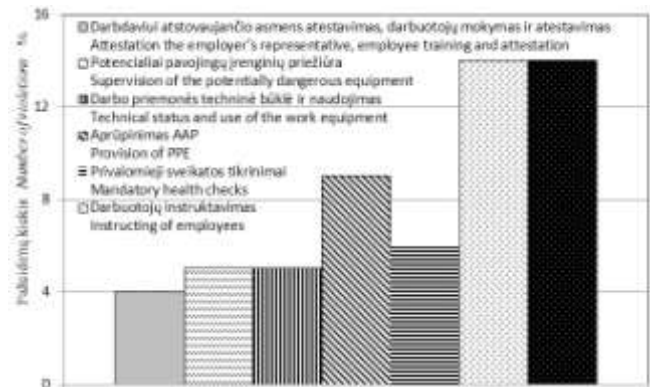 16
12
8
4
0
Pažeidimų kiekis Number of violations %
Darbdaviui atstovaujančio asmens atestavimas, darbuotojų mokymas ir atestavimas
Attestation the employer's representative, employee training and attestation
Potencialiai pavojingų įrenginių priežiūra
Supervision of the potentially dangerous equipment
Darbo priemonės techninė būklė ir naudojimas
Technical status and use of the work equipment
Aprūpinimas AAP
Provision of PPE
Privalomieji sveikatos tikrinimai
Mandatory health checks
Darbuotojų instruktavimas
Instructing of employees